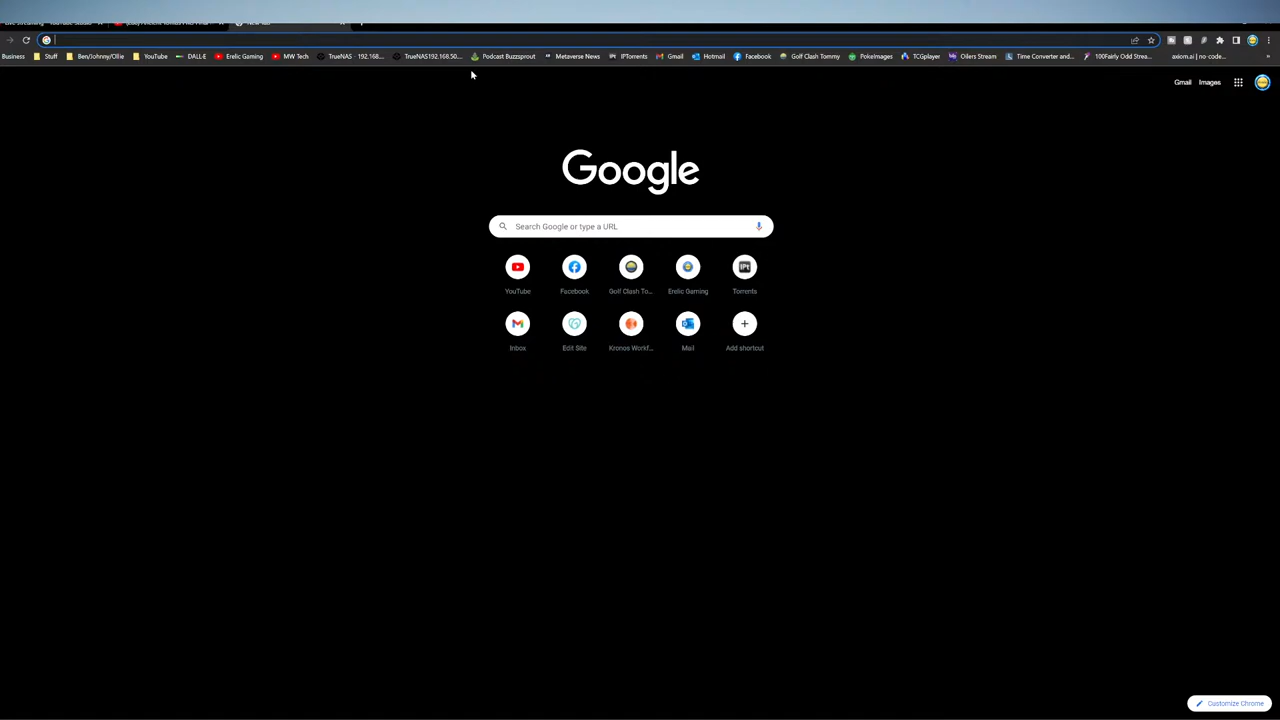 New Tab
Business Stuff Ben/Johnny/Ollie YouTube DALL-E Erelic Gaming MW Tech TrueNAS - 192.168.... TrueNAS192.168.50.... Podcast Buzzsprout Metaverse News IPTorrents Gmail Hotmail Facebook Golf Clash Tommy PokeImages TCGplayer Oilers Stream Time Converter and... 100Fairly Odd Strea... axiom.ai | no-code... »
Gmail Images
Google
Search Google or type a URL
YouTube Facebook Golf Clash To... Erelic Gaming Torrents
Inbox Edit Site Kronos Workf... Mail Add shortcut
Customize Chrome